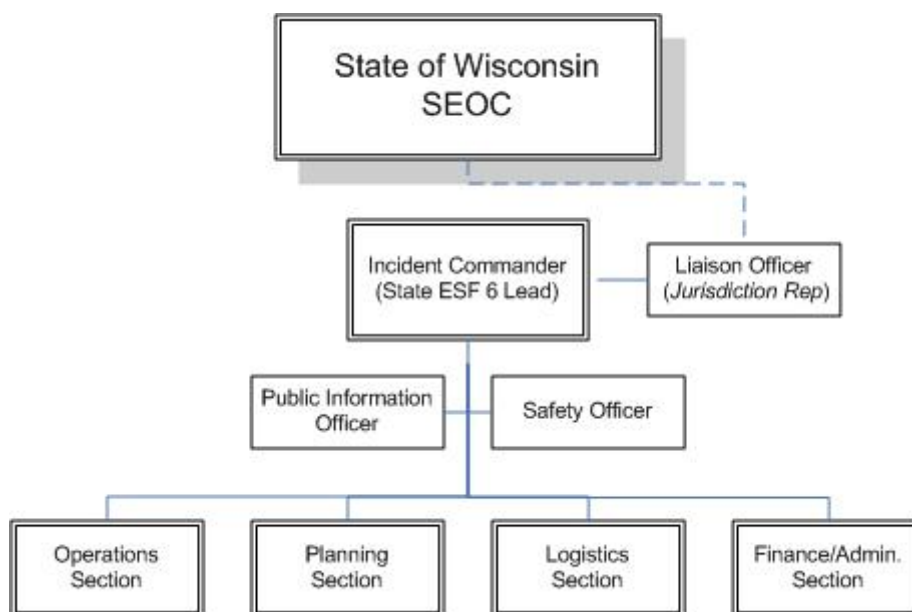 State of Wisconsin
SEOC
Incident Commander
(State ESF 6 Lead)
Liaison Officer
(Jurisdiction Rep)
Public Information
Officer
Safety Officer
Operations
Section
Planning
Section
Logistics
Section
Finance/Admin.
Section